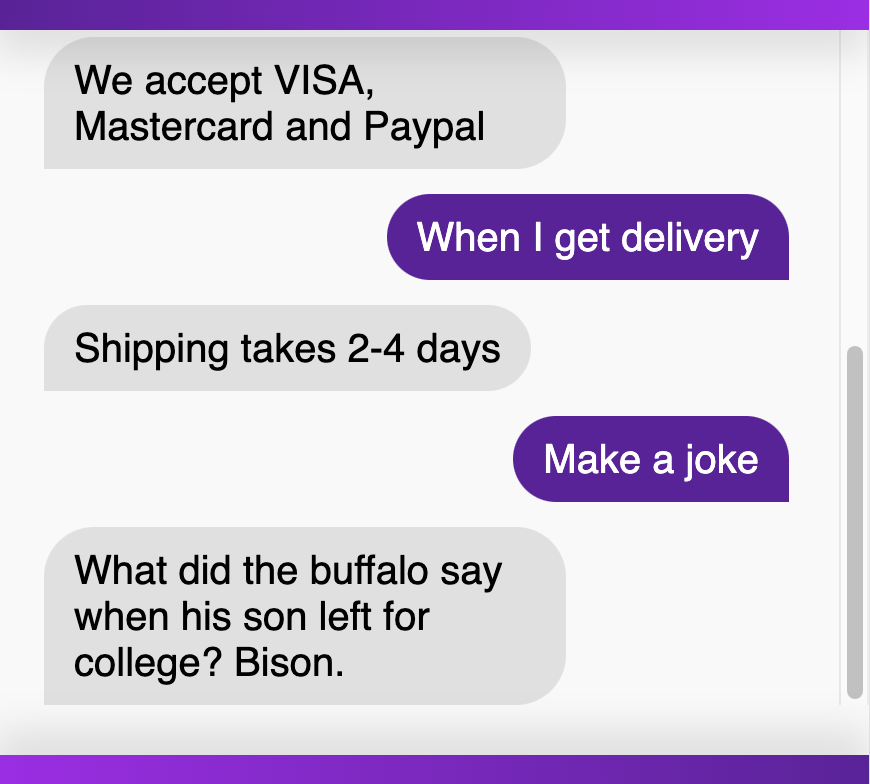 We accept VISA,
Mastercard and Paypal
When I get delivery
Shipping takes 2-4 days
Make a joke
What did the buffalo say
when his son left for
college? Bison.